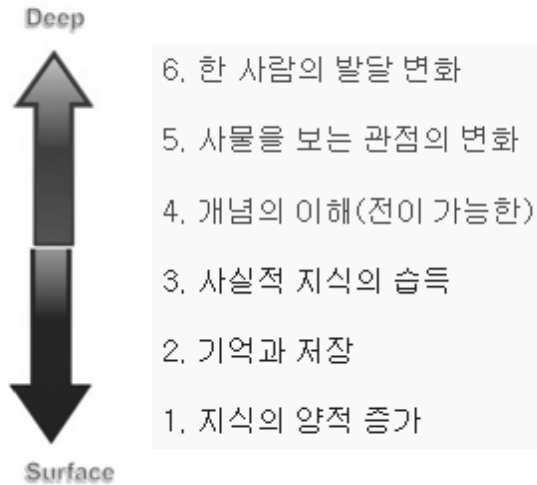 Deep
6. 한 사람의 발달 변화
5. 사물을 보는 관점의 변화
4. 개념의 이해(전이 가능한)
3. 사실적 지식의 습득
2. 기억과 저장
1. 지식의 양적 증가
Surface